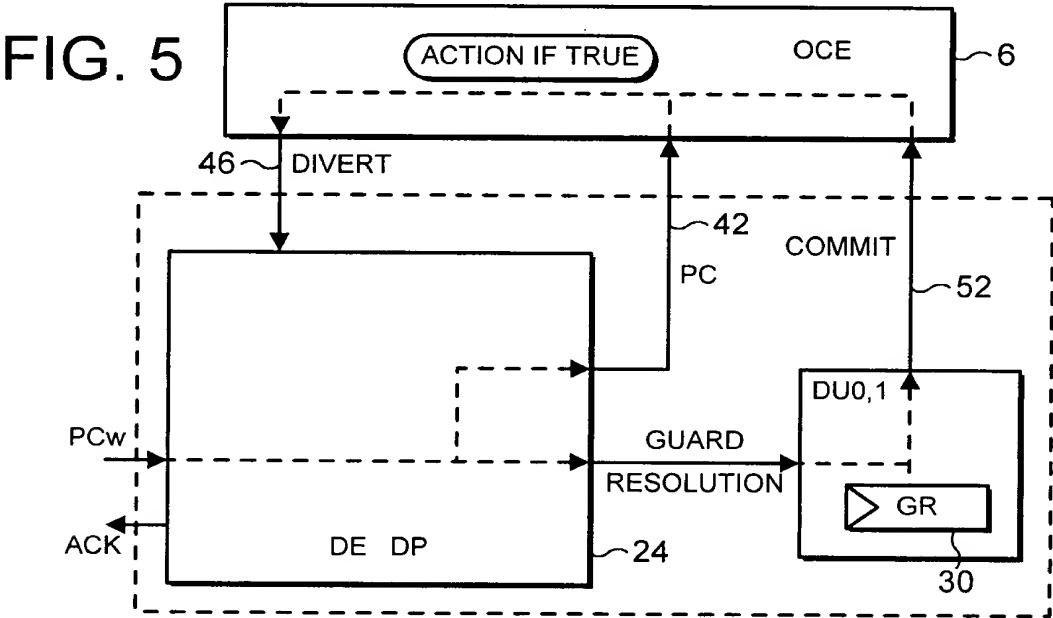 FIG. 5
ACTION IF TRUE
OCE
6
46
DIVERT
42
COMMIT
PC
52
DU0,1
PCw
GUARD
RESOLUTION
GR
ACK
DE DP
24
30